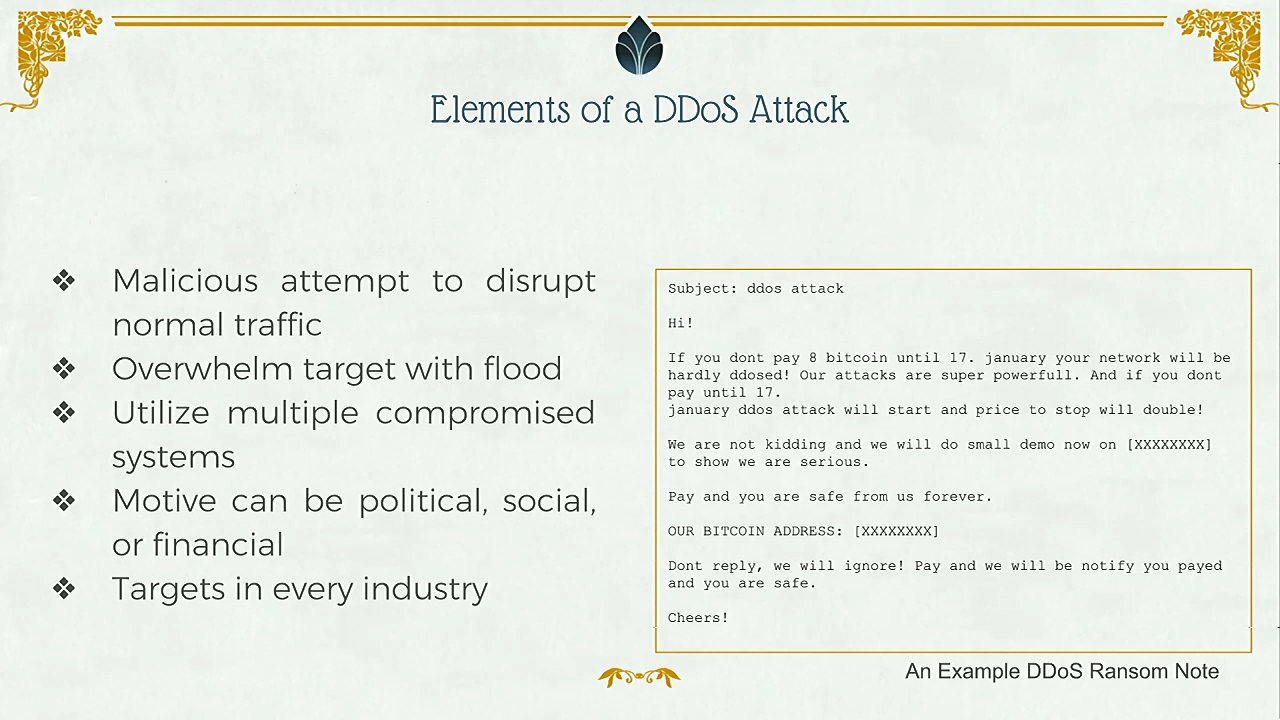 Elements of a DDoS Attack
❖ Malicious attempt to disrupt
normal traffic
❖ Overwhelm target with flood
❖ Utilize multiple compromised
systems
❖ Motive can be political, social,
or financial
❖ Targets in every industry
Subject: ddos attack
Hi!
If you dont pay 8 bitcoin until 17. january your network will be
hardly ddosed! Our attacks are super powerfull. And if you dont
pay until 17.
january ddos attack will start and price to stop will double!
We are not kidding and we will do small demo now on [XXXXXXXX]
to show we are serious.
Pay and you are safe from us forever.
OUR BITCOIN ADDRESS: [XXXXXXXX]
Dont reply, we will ignore! Pay and we will be notify you payed
and you are safe.
Cheers!
An Example DDoS Ransom Note